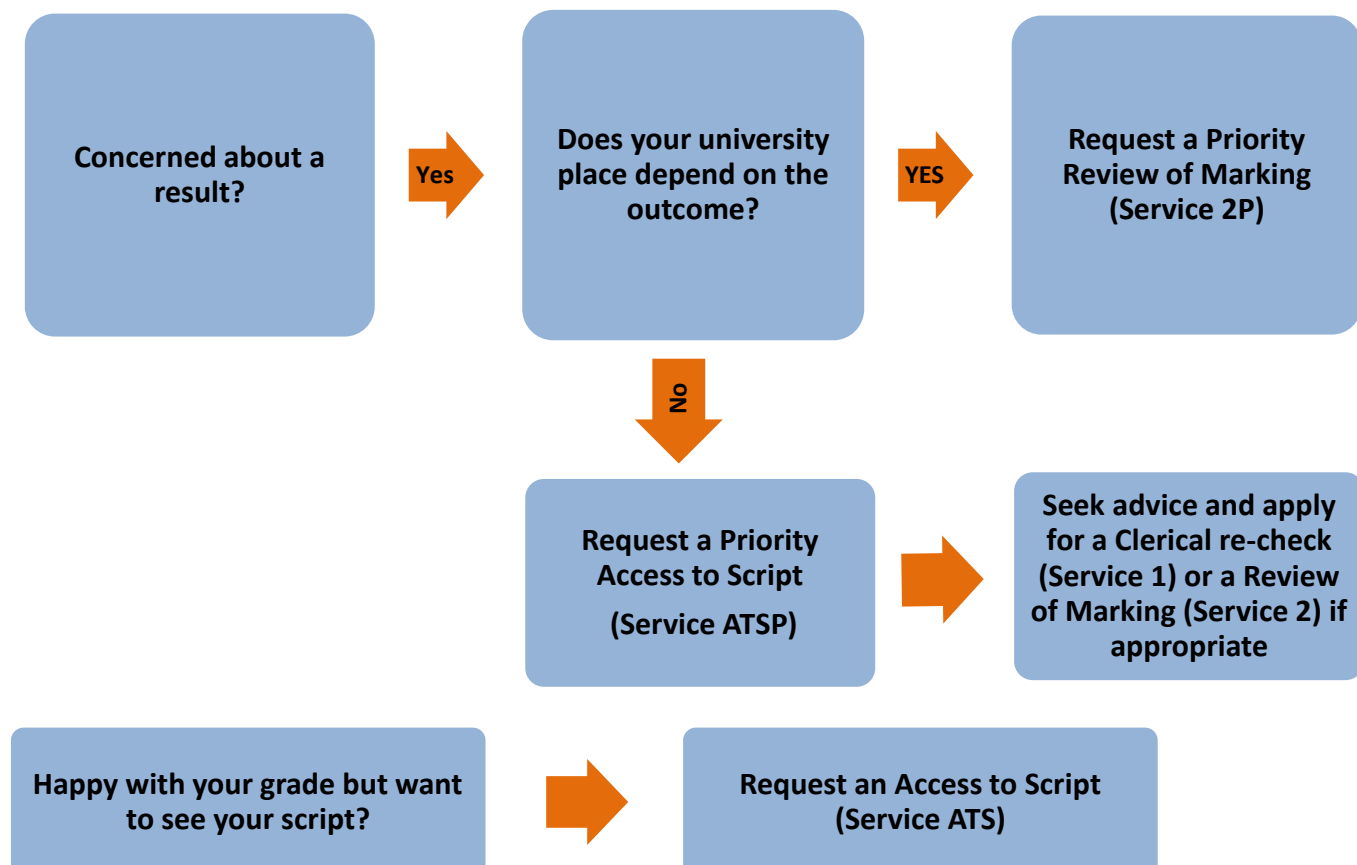 Concerned about a
result?
Yes
Does your university
place depend on the
outcome?
YES
Request a Priority
Review of Marking
(Service 2P)
No
Request a Priority
Access to Script
(Service ATSP)
Seek advice and apply
for a Clerical re-check
(Service 1) or a Review
of Marking (Service 2) if
appropriate
Happy with your grade but want
to see your script?
Request an Access to Script
(Service ATS)